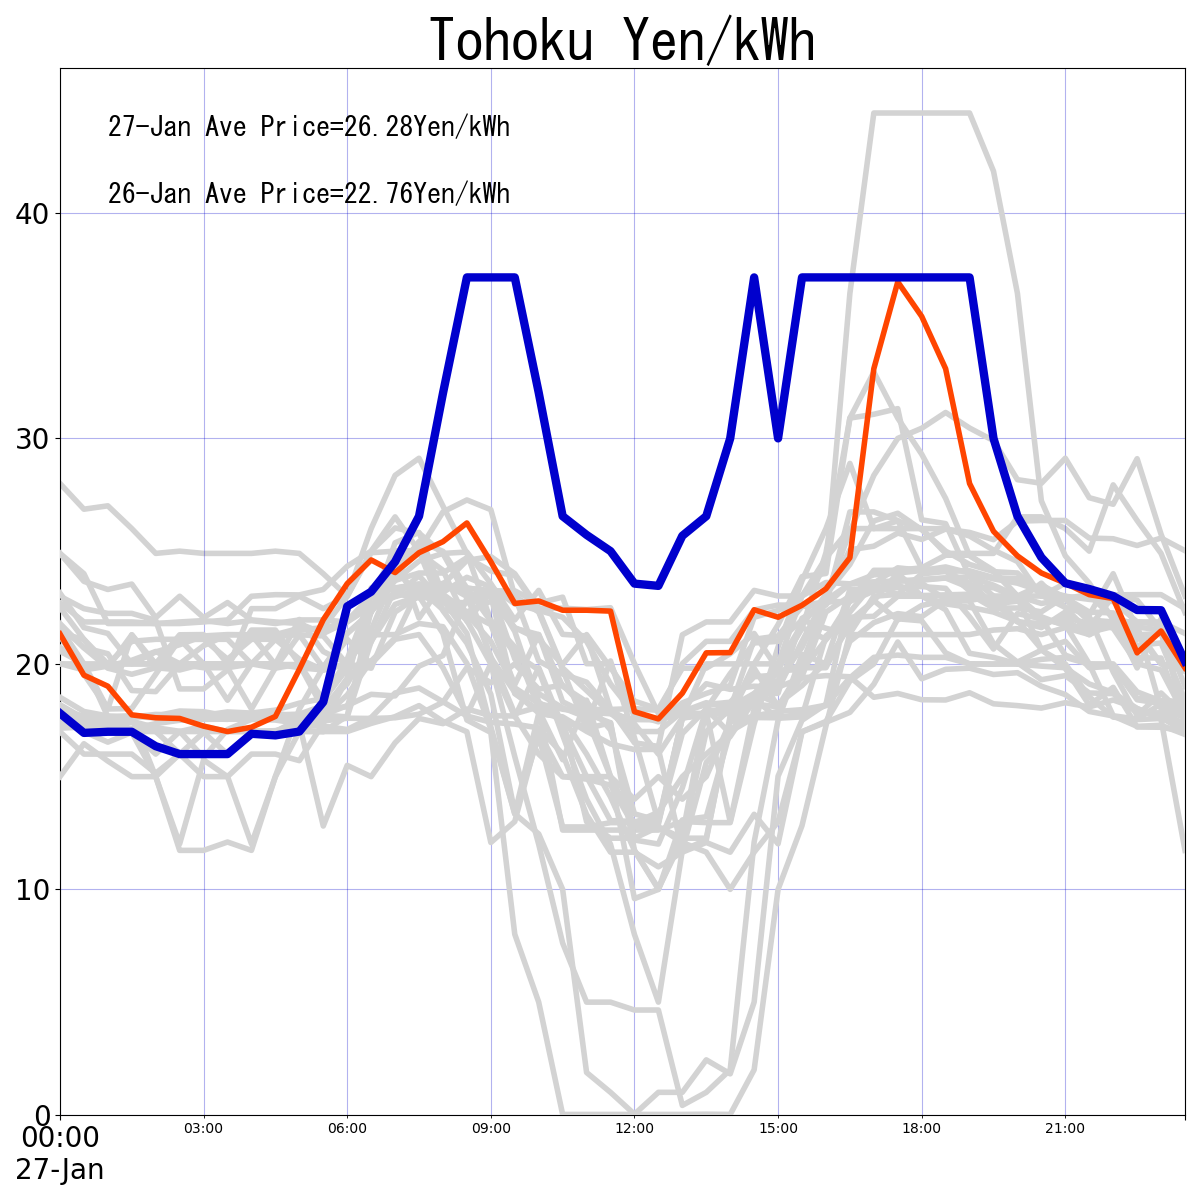 Tohoku Yen/kWh
27-Jan Ave Price=26.28Yen/kWh
26-Jan Ave Price=22.76Yen/kWh
40
30
20
10
0
00:00 03:00 06:00 09:00 12:00 15:00 18:00 21:00
27-Jan